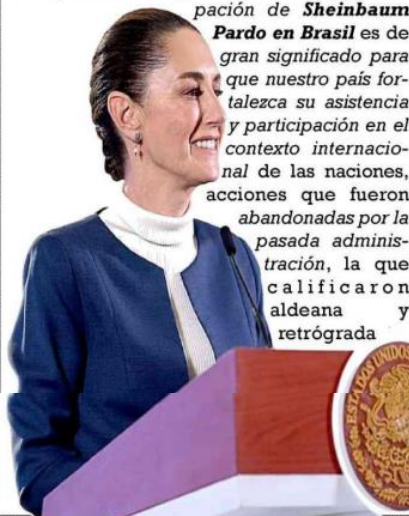 pación de Sheinbaum
Pardo en Brasil es de
gran significado para
que nuestro país for-
talezca su asistencia
y participación en el
contexto internacio-
nal de las naciones,
acciones que fueron
abandonadas por la
pasada adminis-
tración, la que
calificaron
aldeana y
retrógrada
ESTADOS UNIDOS